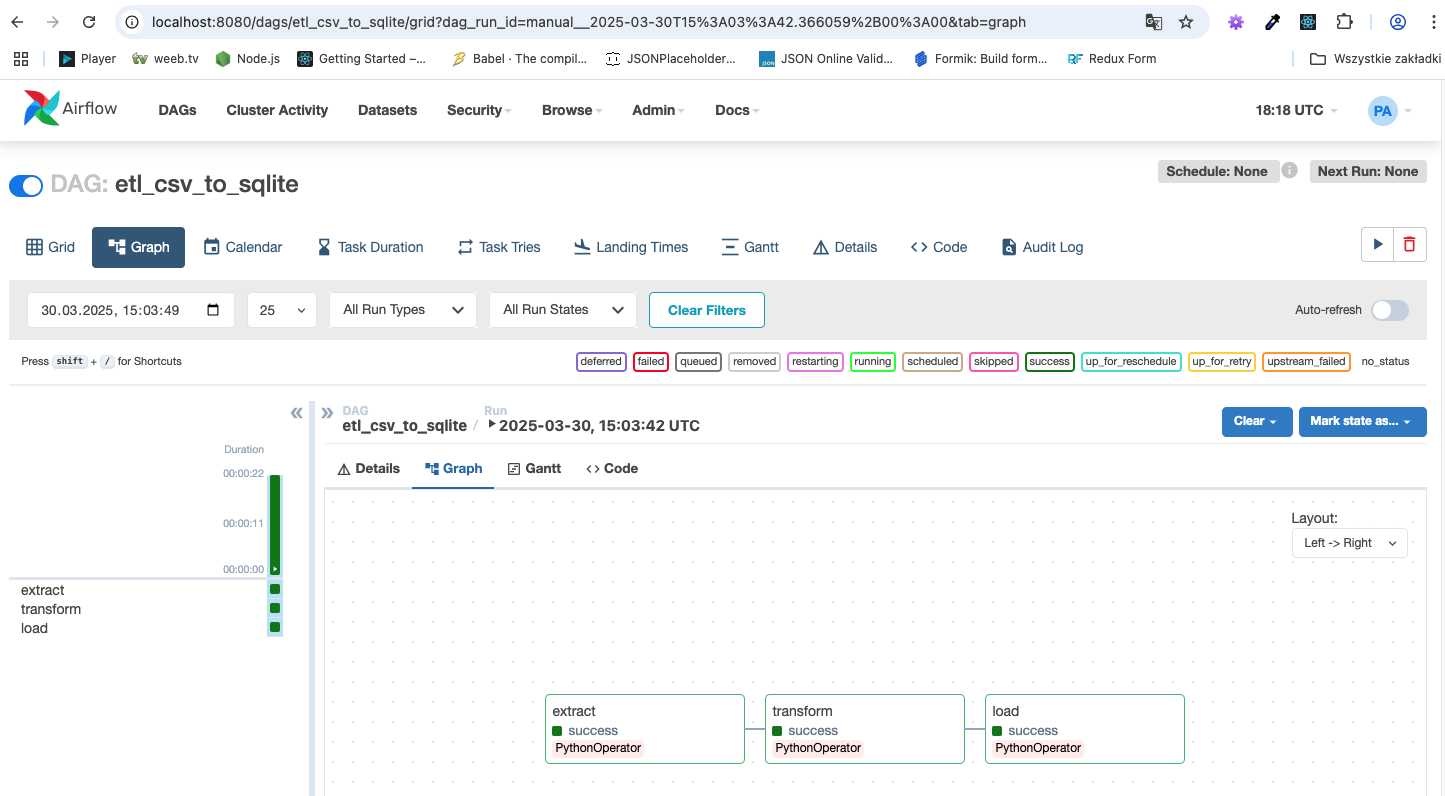 localhost:8080/dags/etl_csv_to_sqlite/grid?dag_run_id=manual__2025-03-30T15%3A03%3A42.366059%2B00%3A00&tab=graph
Player weeb.tv Node.js Getting Started –... Babel · The compil... JSONPlaceholder... JSON Online Valid... Formik: Build form... Redux Form Wszystkie zakładki
Airflow DAGs Cluster Activity Datasets Security Browse Admin Docs 18:18 UTC PA
DAG: etl_csv_to_sqlite
Schedule: None Next Run: None
Grid Graph Calendar Task Duration Task Tries Landing Times Gantt Details Code Audit Log
30.03.2025, 15:03:49 25 All Run Types All Run States Clear Filters Auto-refresh
Press shift + / for Shortcuts
deferred failed queued removed restarting running scheduled skipped success up_for_reschedule up_for_retry upstream_failed no_status
DAG Run
etl_csv_to_sqlite / 2025-03-30, 15:03:42 UTC
Clear Mark state as...
Duration
00:00:22
00:00:11
00:00:00
extract
transform
load
Details Graph Gantt Code
Layout:
Left -> Right
extract
success
PythonOperator
transform
success
PythonOperator
load
success
PythonOperator